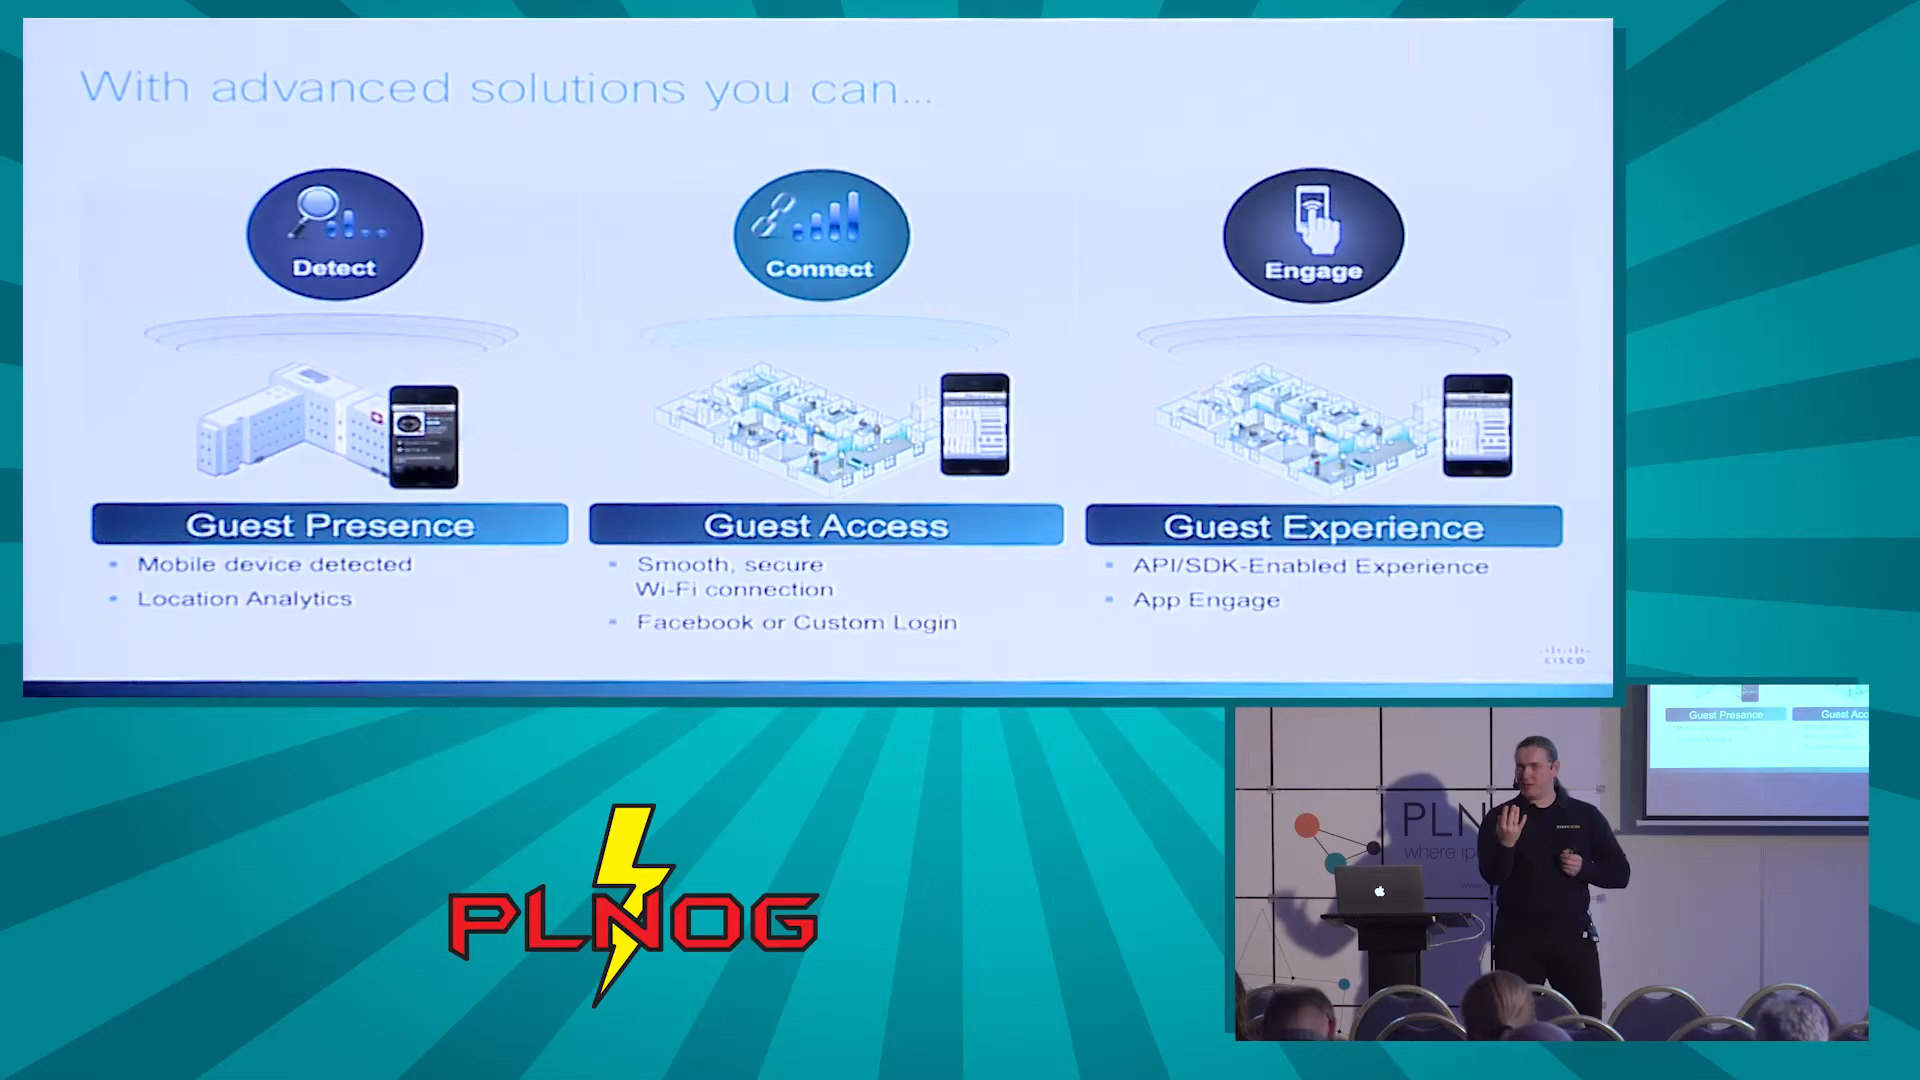 With advanced solutions you can...
Detect
Connect
Engage
Guest Presence
• Mobile device detected
• Location Analytics
Guest Access
• Smooth, secure
Wi-Fi connection
• Facebook or Custom Login
Guest Experience
• API/SDK-Enabled Experience
• App Engage
CISCO
PLNOG
Guest Presence
Guest Acc
PLN
where ip